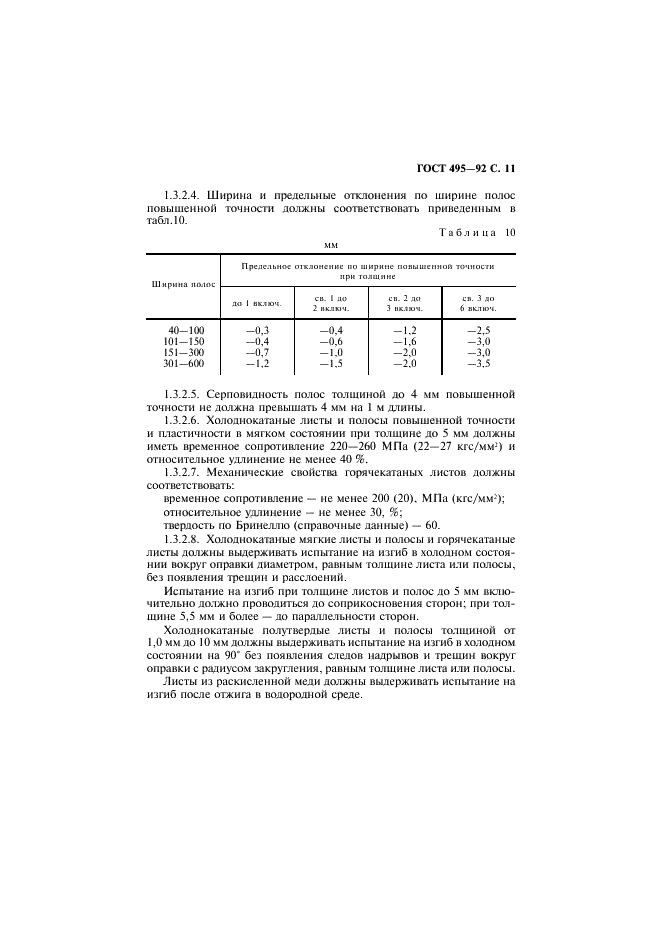 ГОСТ 495—92 С. 11
1.3.2.4. Ширина и предельные отклонения по ширине полос
повышенной точности должны соответствовать приведенным в
табл.10.
Таблица 10
мм
Ширина полос
Предельное отклонение по ширине повышенной точности
при толщине
до 1 включ.
св. 1 до
2 включ.
св. 2 до
3 включ.
св. 3 до
6 включ.
40—100 —0,3 —0,4 —1,2 —2,5
101—150 —0,4 —0,6 —1,6 —3,0
151—300 —0,7 —1,0 —2,0 —3,0
301—600 —1,2 —1,5 —2,0 —3,5
1.3.2.5. Серповидность полос толщиной до 4 мм повышенной
точности не должна превышать 4 мм на 1 м длины.
1.3.2.6. Холоднокатаные листы и полосы повышенной точности
и пластичности в мягком состоянии при толщине до 5 мм должны
иметь временное сопротивление 220—260 МПа (22—27 кгс/мм²) и
относительное удлинение не менее 40 %.
1.3.2.7. Механические свойства горячекатаных листов должны
соответствовать:
временное сопротивление — не менее 200 (20), МПа (кгс/мм²);
относительное удлинение — не менее 30, %;
твердость по Бринеллю (справочные данные) — 60.
1.3.2.8. Холоднокатаные мягкие листы и полосы и горячекатаные
листы должны выдерживать испытание на изгиб в холодном состоя-
нии вокруг оправки диаметром, равным толщине листа или полосы,
без появления трещин и расслоений.
Испытание на изгиб при толщине листов и полос до 5 мм вклю-
чительно должно проводиться до соприкосновения сторон; при тол-
щине 5,5 мм и более — до параллельности сторон.
Холоднокатаные полутвердые листы и полосы толщиной от
1,0 мм до 10 мм должны выдерживать испытание на изгиб в холодном
состоянии на 90˚ без появления следов надрывов и трещин вокруг
оправки с радиусом закругления, равным толщине листа или полосы.
Листы из раскисленной меди должны выдерживать испытание на
изгиб после отжига в водородной среде.